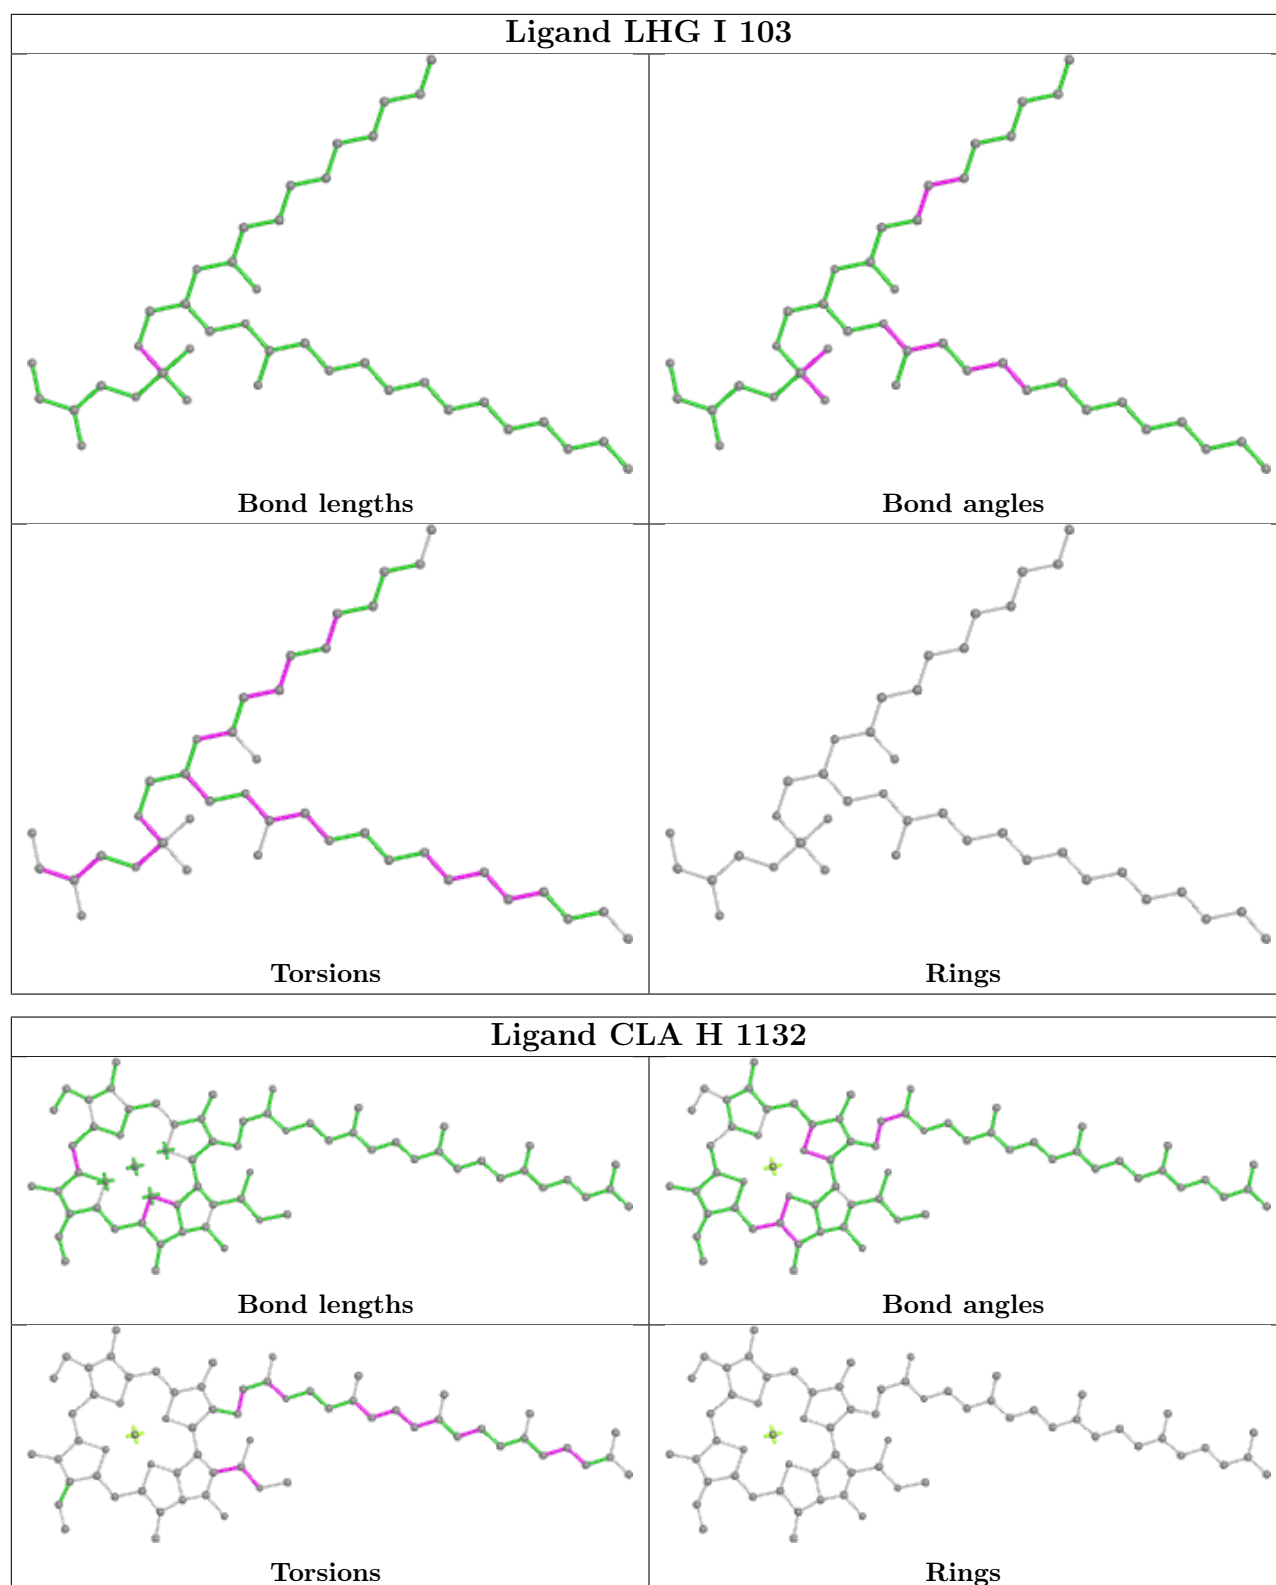 Ligand LHG I 103
Bond lengths
Bond angles
Torsions
Rings
Ligand CLA H 1132
Bond lengths
Bond angles
Torsions
Rings